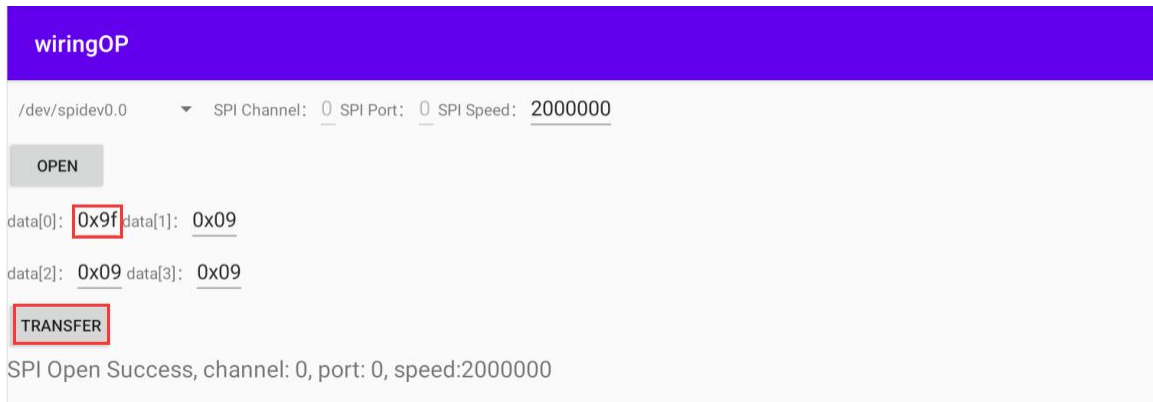 wiringOP
/dev/spidev0.0 SPI Channel: 0 SPI Port: 0 SPI Speed: 2000000
OPEN
data[0]: 0x9f data[1]: 0x09
data[2]: 0x09 data[3]: 0x09
TRANSFER
SPI Open Success, channel: 0, port: 0, speed:2000000